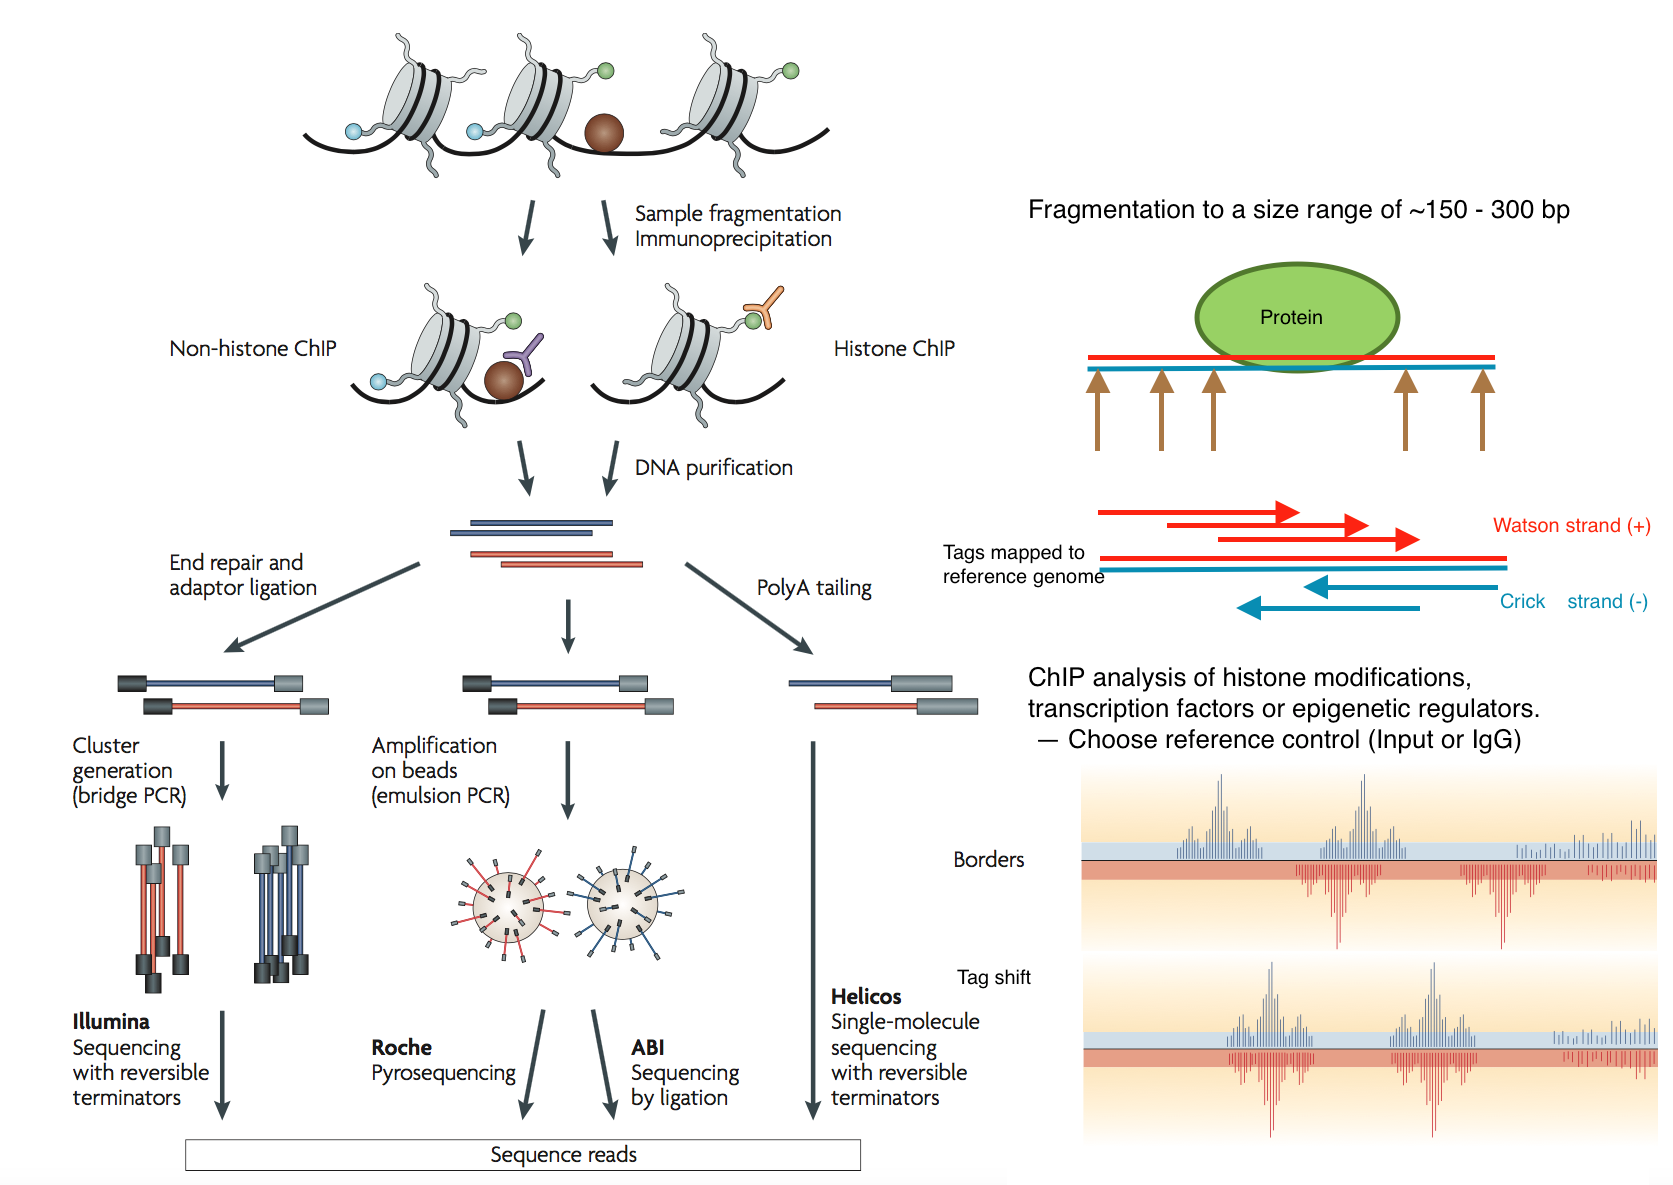 Sample fragmentation
Immunoprecipitation
Non-histone ChIP
Histone ChIP
DNA purification
End repair and
adaptor ligation
PolyA tailing
Cluster
generation
(bridge PCR)
Amplification
on beads
(emulsion PCR)
Illumina
Sequencing
with reversible
terminators
Roche
Pyrosequencing
ABI
Sequencing
by ligation
Helicos
Single-molecule
sequencing
with reversible
terminators
Sequence reads
Fragmentation to a size range of ~150 - 300 bp
Protein
Watson strand (+)
Tags mapped to
reference genome
Crick strand (-)
ChIP analysis of histone modifications,
transcription factors or epigenetic regulators.
— Choose reference control (Input or IgG)
Borders
Tag shift